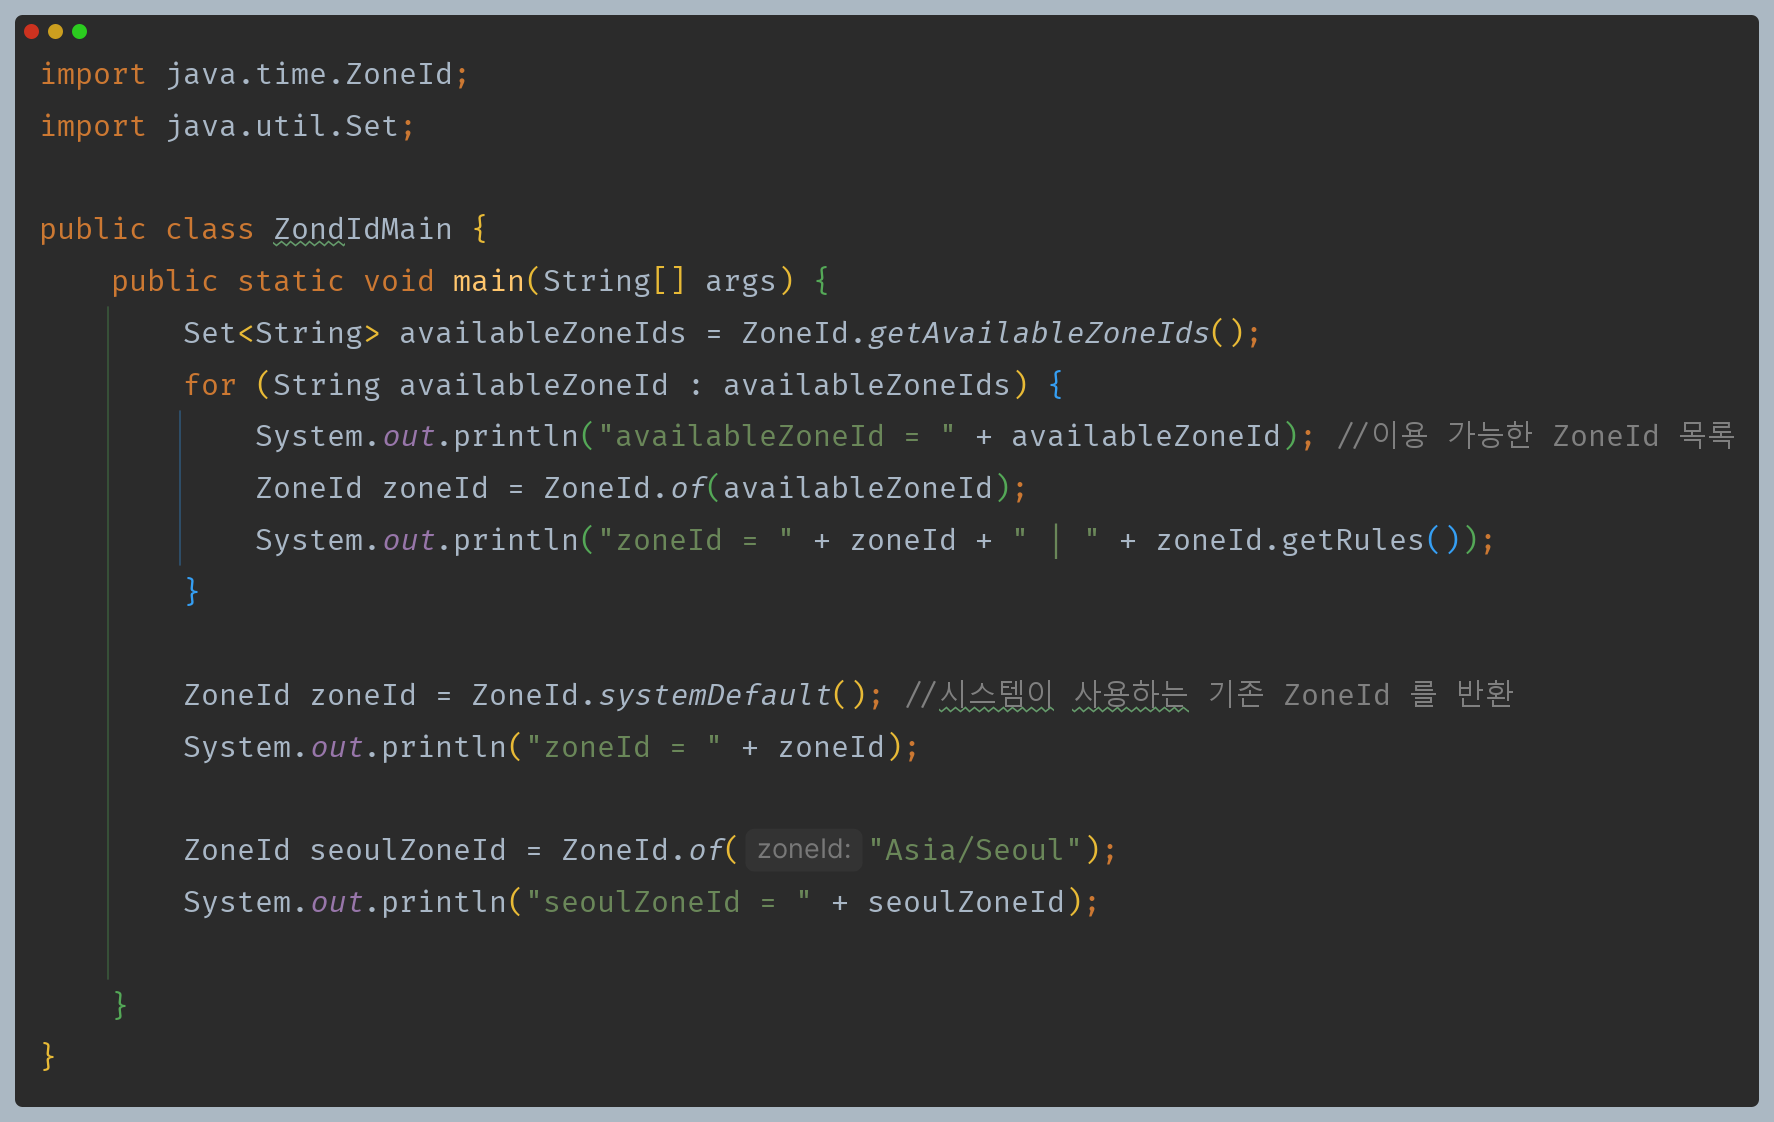 import java.time.ZoneId;
import java.util.Set;
public class ZondIdMain {
public static void main(String[] args) {
Set<String> availableZoneIds = ZoneId.getAvailableZoneIds();
for (String availableZoneId : availableZoneIds) {
System.out.println("availableZoneId = " + availableZoneId); //이용 가능한 ZoneId 목록
ZoneId zoneId = ZoneId.of(availableZoneId);
System.out.println("zoneId = " + zoneId + " | " + zoneId.getRules());
}
ZoneId zoneId = ZoneId.systemDefault(); //시스템이 사용하는 기존 ZoneId 를 반환
System.out.println("zoneId = " + zoneId);
ZoneId seoulZoneId = ZoneId.of( zoneId: "Asia/Seoul");
System.out.println("seoulZoneId = " + seoulZoneId);
}
}